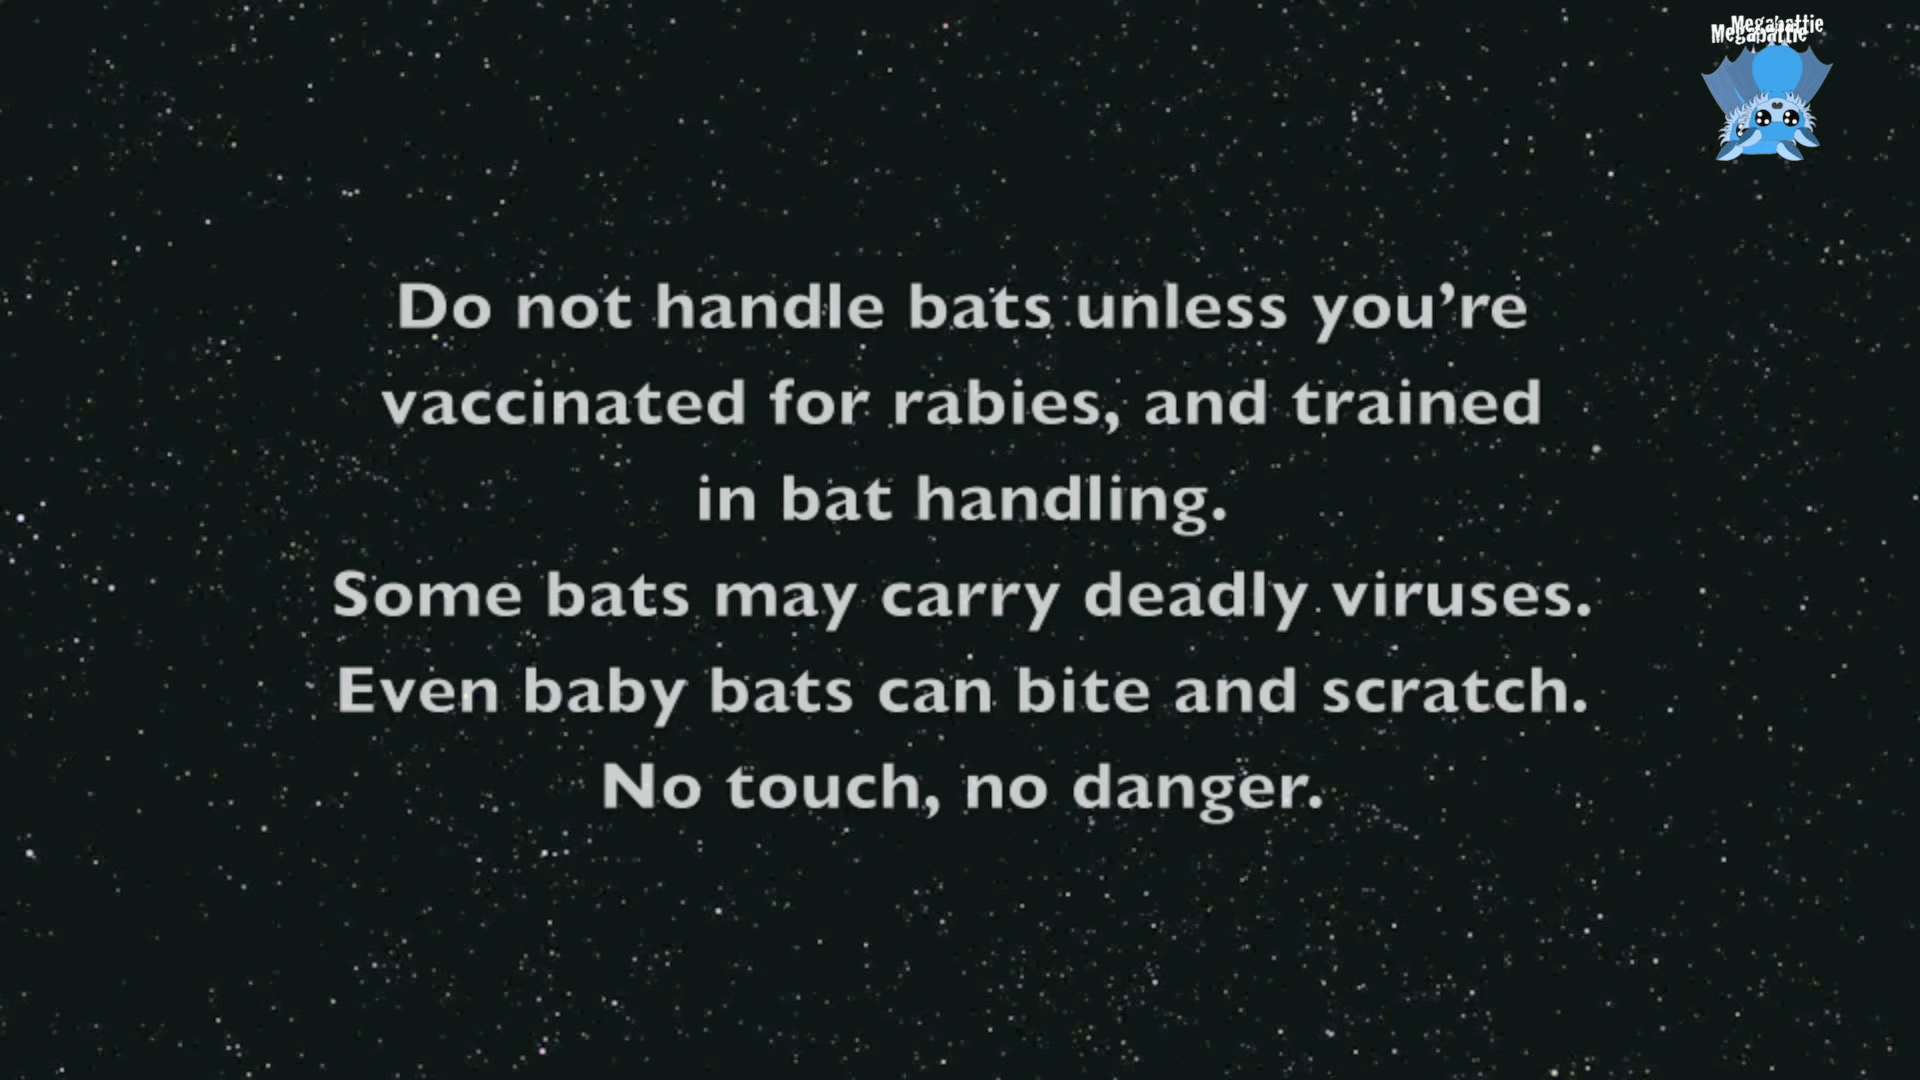 Megabattie
Megabattie
Do not handle bats unless you’re
vaccinated for rabies, and trained
in bat handling.
Some bats may carry deadly viruses.
Even baby bats can bite and scratch.
No touch, no danger.